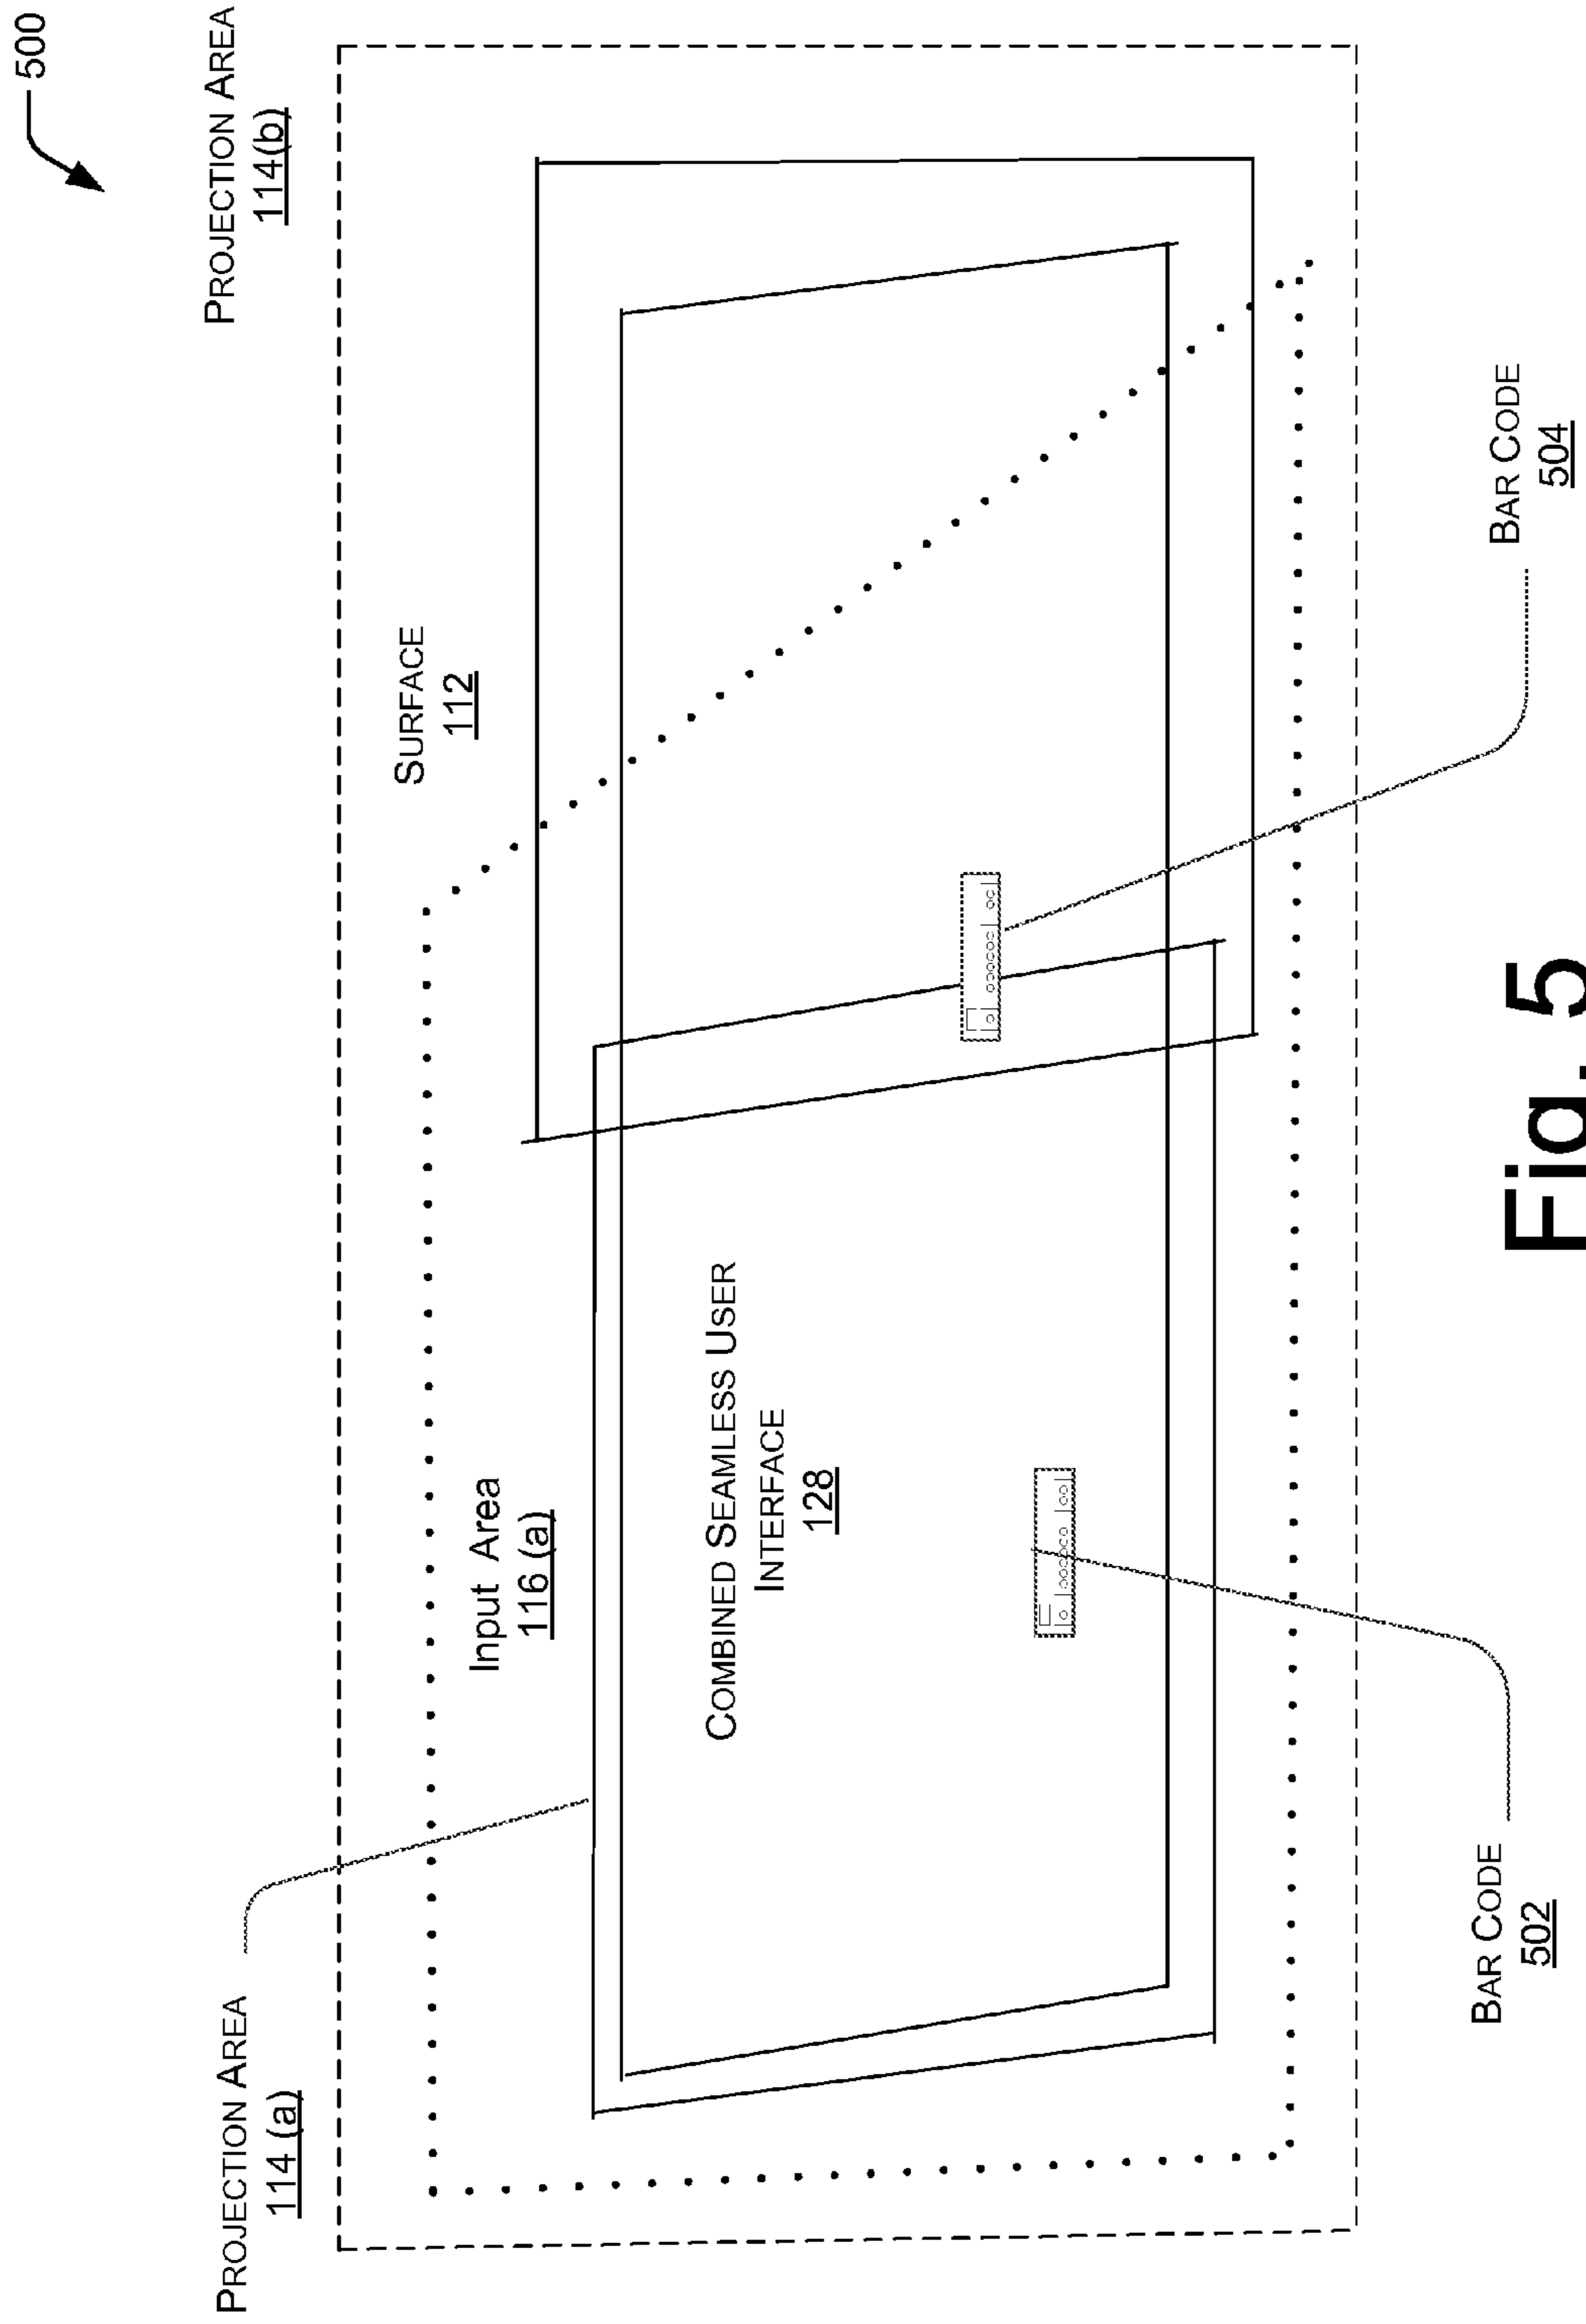 500
PROJECTION AREA
114(b)
SURFACE
112
PROJECTION AREA
114 (a)
Input Area
116 (a)
COMBINED SEAMLESS USER
INTERFACE
128
BAR CODE
502
BAR CODE
504
Fig. 5